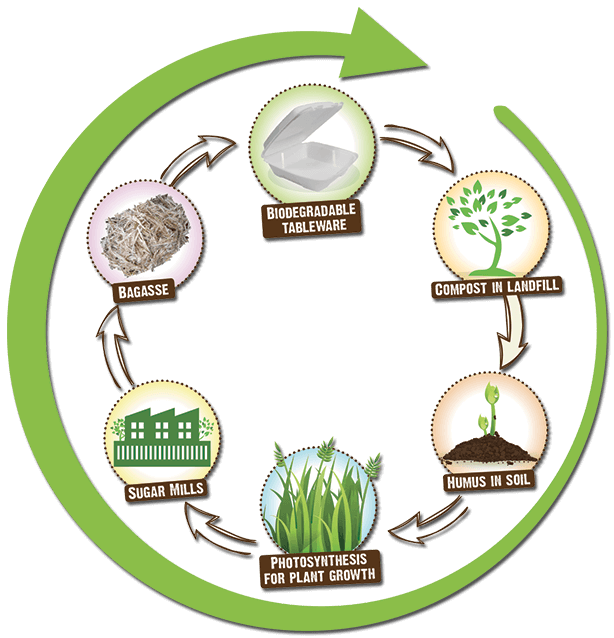 BIODEGRADABLE
TABLEWARE
COMPOST IN LANDFILL
HUMUS IN SOIL
PHOTOSYNTHESIS
FOR PLANT GROWTH
SUGAR MILLS
BAGASSE